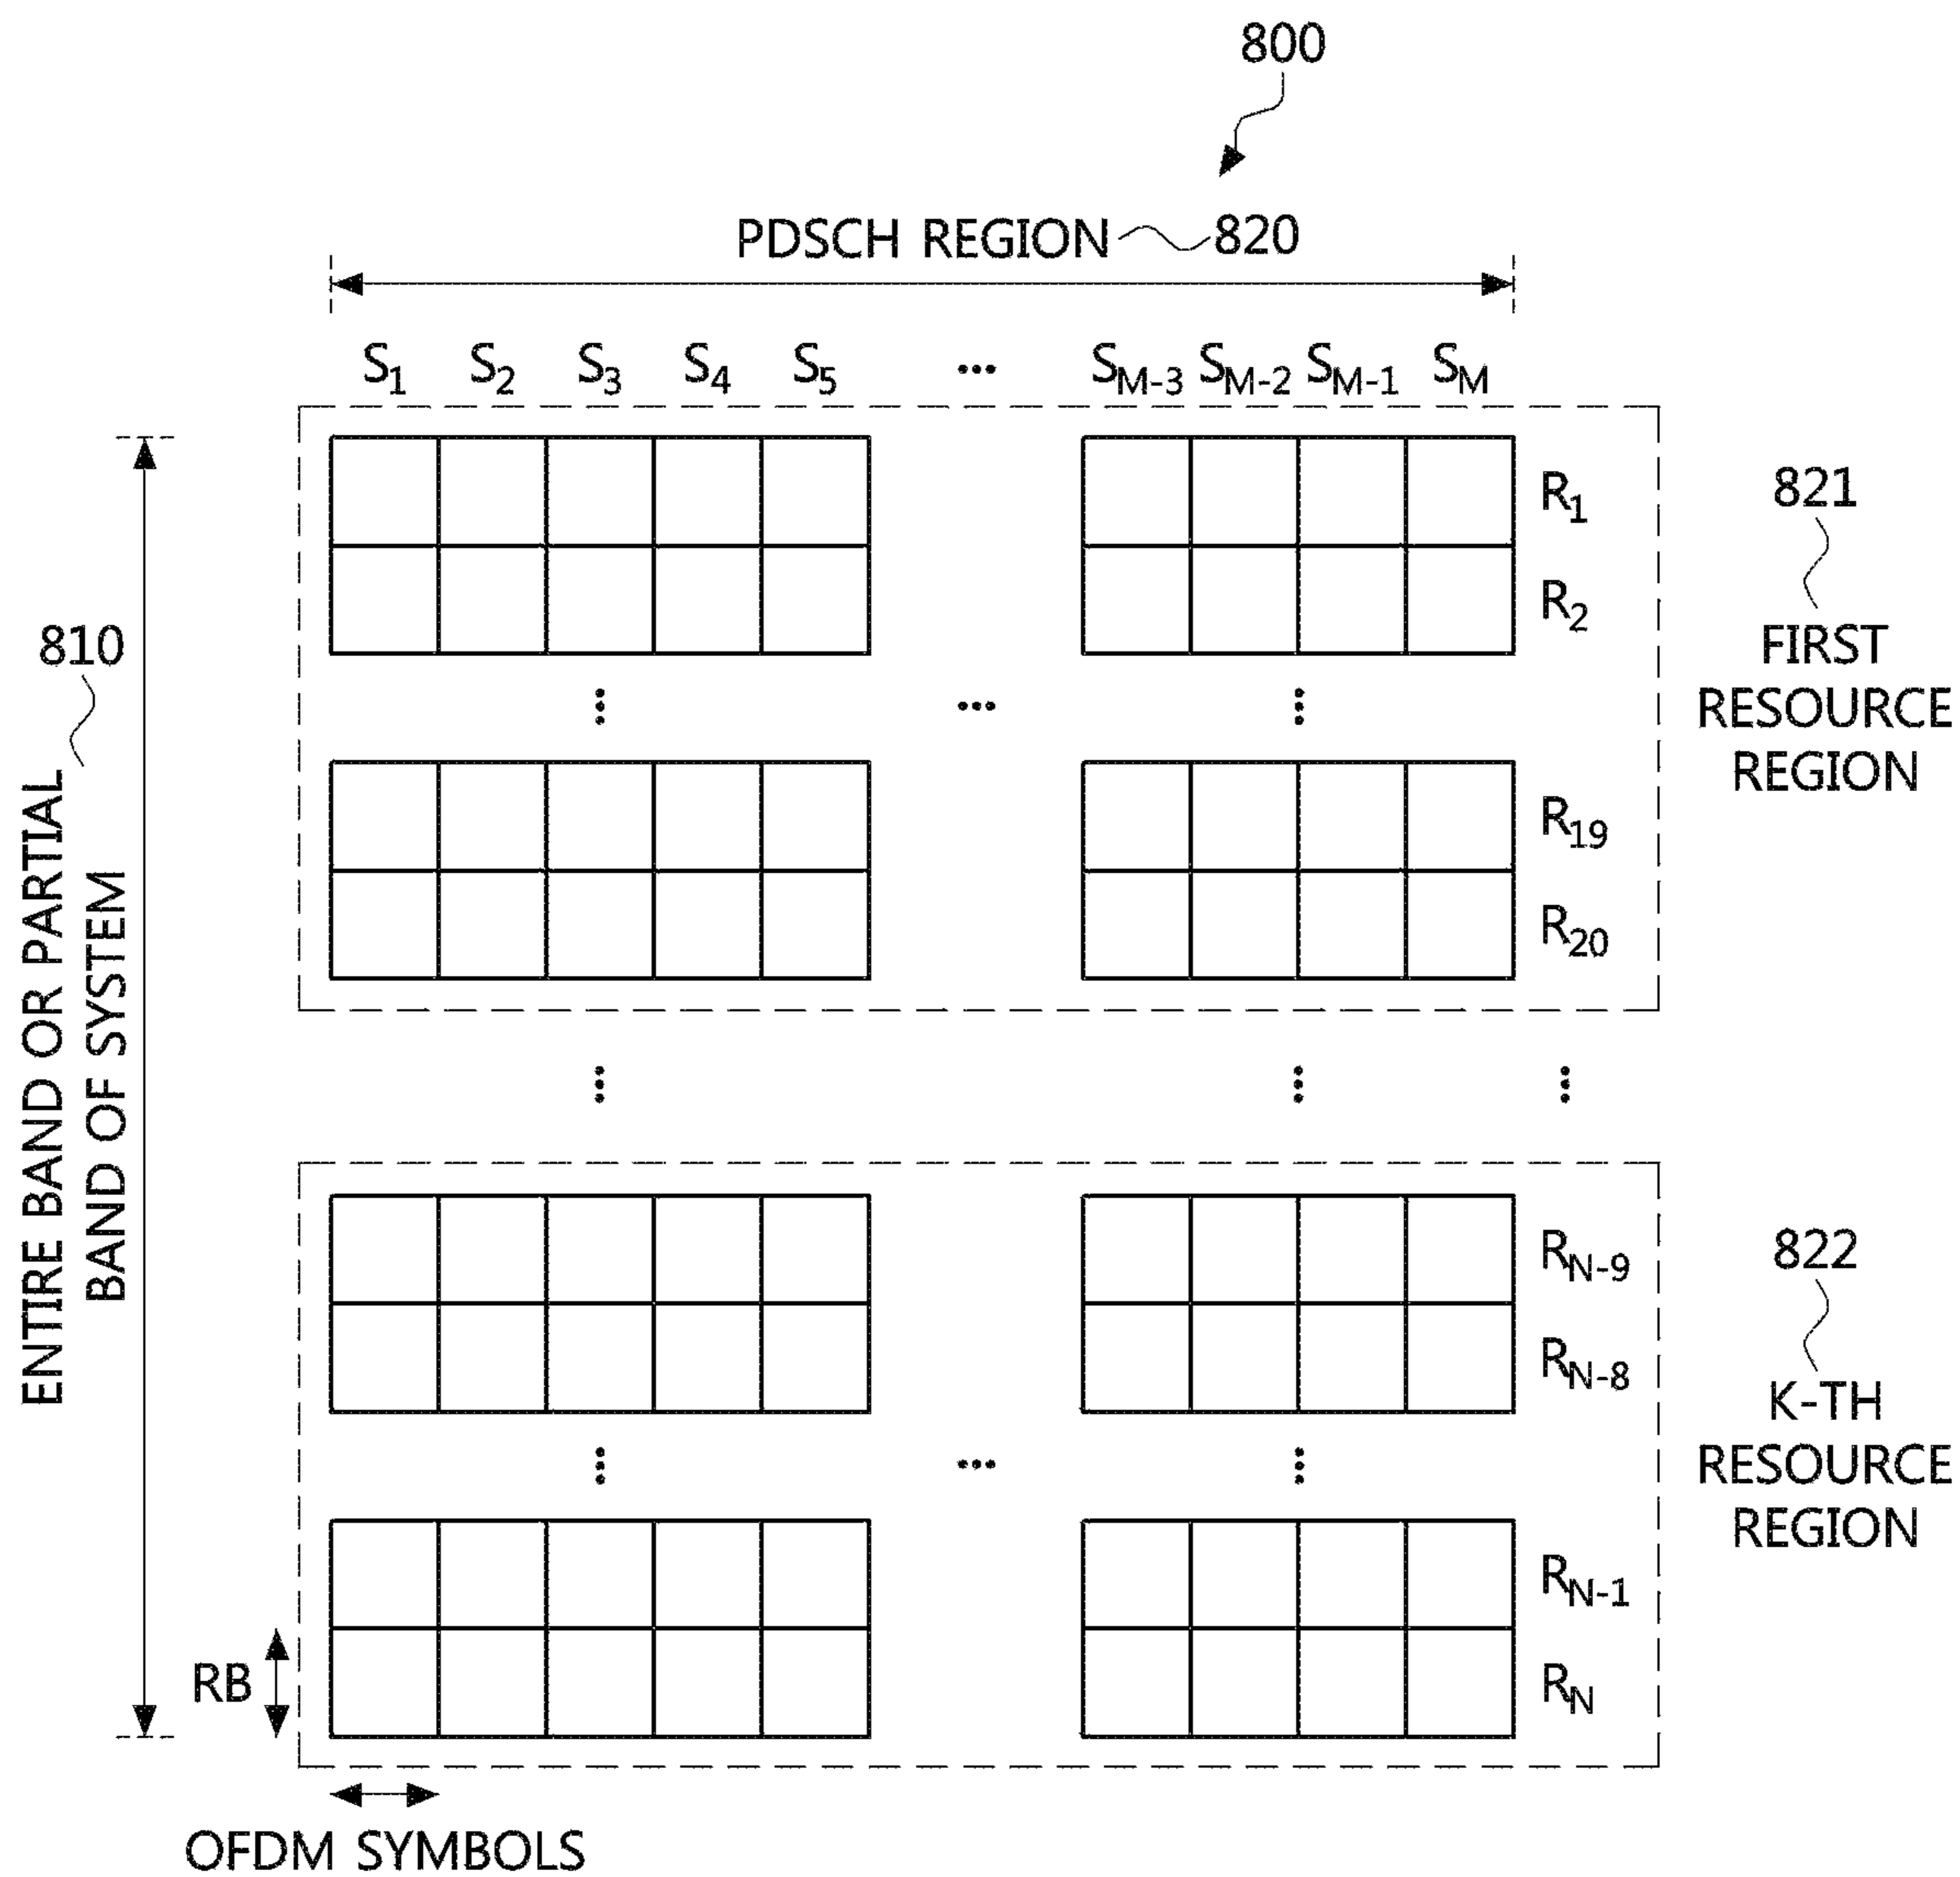 800
PDSCH REGION 820
S1 S2 S3 S4 S5 ... SM-3 SM-2 SM-1 SM
R1
R2
...
R19
R20
821
FIRST
RESOURCE
REGION
810
ENTIRE BAND OR PARTIAL
BAND OF SYSTEM
...
RN-9
RN-8
...
RN-1
RN
822
K-TH
RESOURCE
REGION
RB
OFDM SYMBOLS